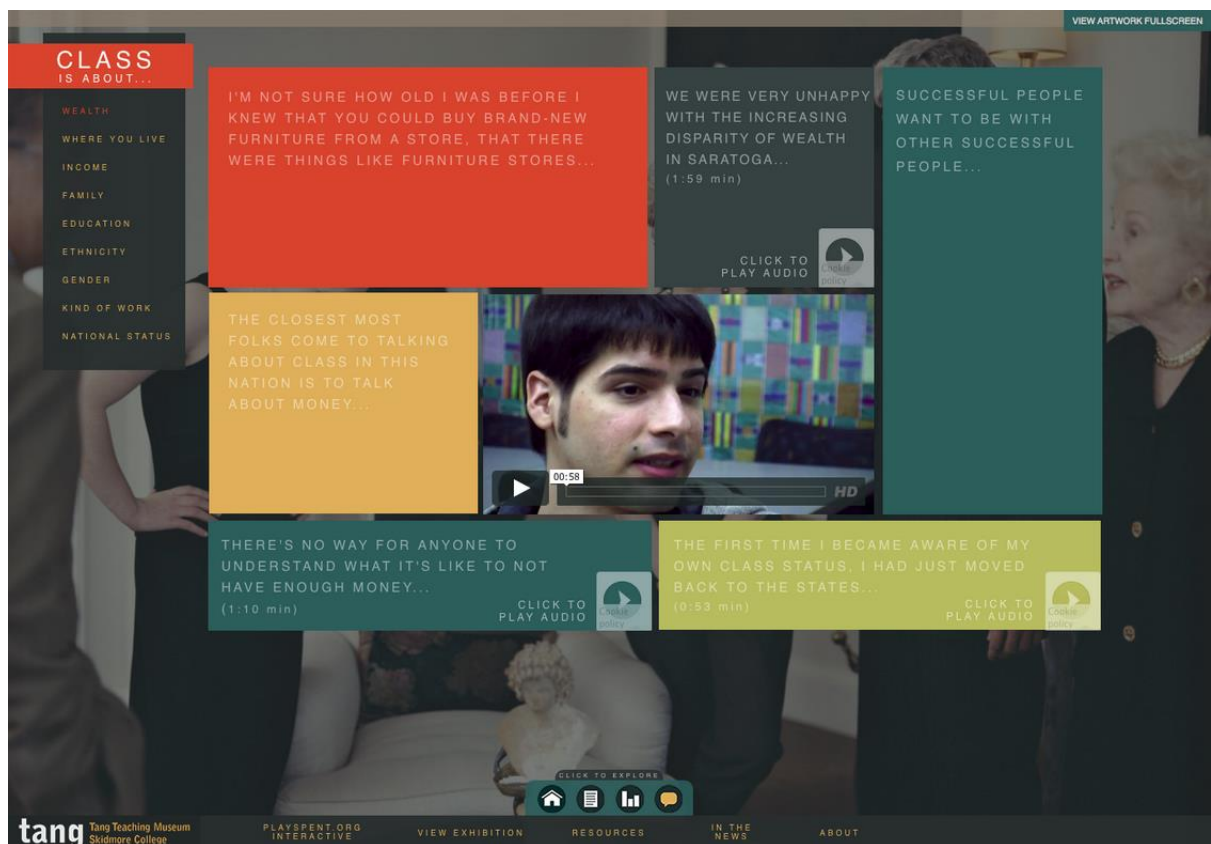 VIEW ARTWORK FULLSCREEN
CLASS
IS ABOUT...
WEALTH
WHERE YOU LIVE
INCOME
FAMILY
EDUCATION
ETHNICITY
GENDER
KIND OF WORK
NATIONAL STATUS
I'M NOT SURE HOW OLD I WAS BEFORE I
KNEW THAT YOU COULD BUY BRAND-NEW
FURNITURE FROM A STORE, THAT THERE
WERE THINGS LIKE FURNITURE STORES...
WE WERE VERY UNHAPPY
WITH THE INCREASING
DISPARITY OF WEALTH
IN SARATOGA...
(1:59 min)
CLICK TO
PLAY AUDIO
Cookie
policy
SUCCESSFUL PEOPLE
WANT TO BE WITH
OTHER SUCCESSFUL
PEOPLE...
THE CLOSEST MOST
FOLKS COME TO TALKING
ABOUT CLASS IN THIS
NATION IS TO TALK
ABOUT MONEY...
00:58
HD
THERE'S NO WAY FOR ANYONE TO
UNDERSTAND WHAT IT'S LIKE TO NOT
HAVE ENOUGH MONEY...
(1:10 min)
CLICK TO
PLAY AUDIO
Cookie
policy
THE FIRST TIME I BECAME AWARE OF MY
OWN CLASS STATUS, I HAD JUST MOVED
BACK TO THE STATES...
(0:53 min)
CLICK TO
PLAY AUDIO
Cookie
policy
CLICK TO EXPLORE
tang
Tang Teaching Museum
Skidmore College
PLAYSPENT.ORG
INTERACTIVE
VIEW EXHIBITION
RESOURCES
IN THE
NEWS
ABOUT